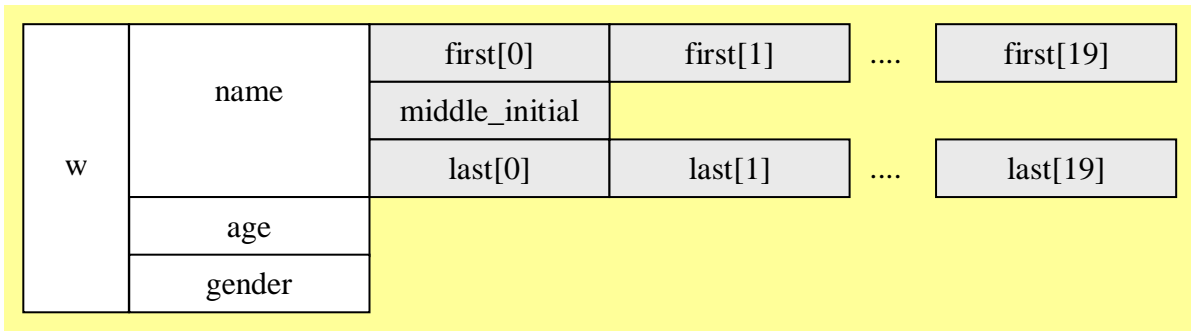 first[0] first[1] .... first[19]
name
middle_initial
w last[0] last[1] .... last[19]
age
gender